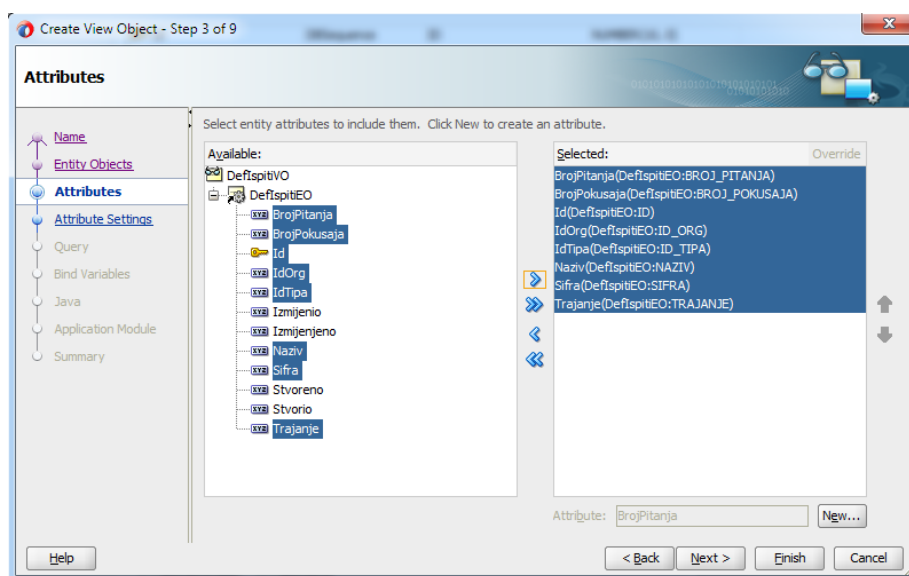 Create View Object - Step 3 of 9
Attributes
Name
Entity Objects
Attributes
Attribute Settings
Query
Bind Variables
Java
Application Module
Summary
Select entity attributes to include them. Click New to create an attribute.
Available:
DefIspitiVO
DefIspitiEO
BrojPitanja
BrojPokusaja
Id
IdOrg
IdTipa
Izmijenio
Izmijenjeno
Naziv
Sifra
Stvoreno
Stvorio
Trajanje
Selected: Override
BrojPitanja(DefIspitiEO:BROJ_PITANJA)
BrojPokusaja(DefIspitiEO:BROJ_POKUSAJA)
Id(DefIspitiEO:ID)
IdOrg(DefIspitiEO:ID_ORG)
IdTipa(DefIspitiEO:ID_TIPA)
Naziv(DefIspitiEO:NAZIV)
Sifra(DefIspitiEO:SIFRA)
Trajanje(DefIspitiEO:TRAJANJE)
Attribute: BrojPitanja New...
Help < Back Next > Finish Cancel